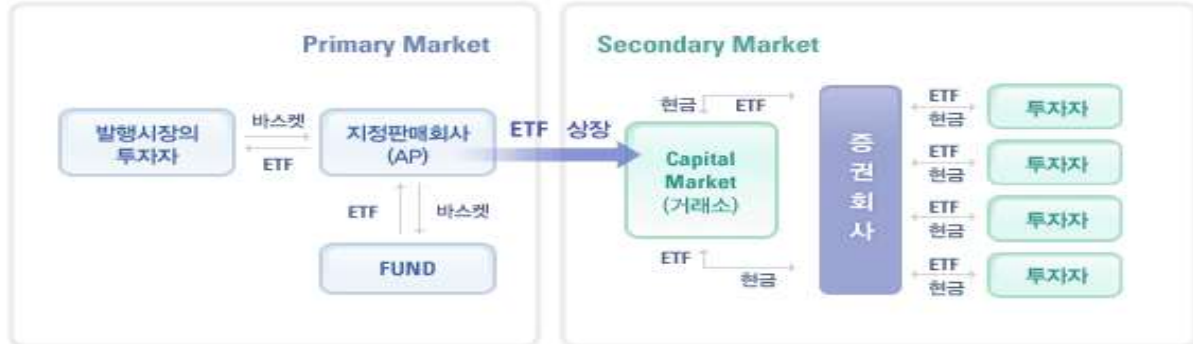 Primary Market
발행시장의
투자자
바스켓
ETF
지정판매회사
(AP)
ETF
바스켓
FUND
ETF 상장
Secondary Market
현금 ETF
Capital
Market
(거래소)
ETF
현금
증
권
회
사
ETF
현금
투자자
ETF
현금
투자자
ETF
현금
투자자
ETF
현금
투자자